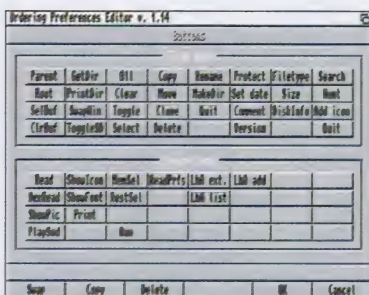 Ordering Preferences Editor v. 1.14
Buttons
Parent GetDir All Copy Rename Protect Filetype Search
Root PrintDir Clear Move MakeDir Set date Size Hunt
SelBuf SwapWin Toggle Clone Quit Comment DiskInfo Add icon
ClrBuf Select Delete Version Quit
Read ShowIcon MemSel ReadPrfs LhA ext. LhA add
HexRead ShowFont RestSel LhA list
ShowPic Print
PlaySnd Run
Swap Copy Delete OK Cancel